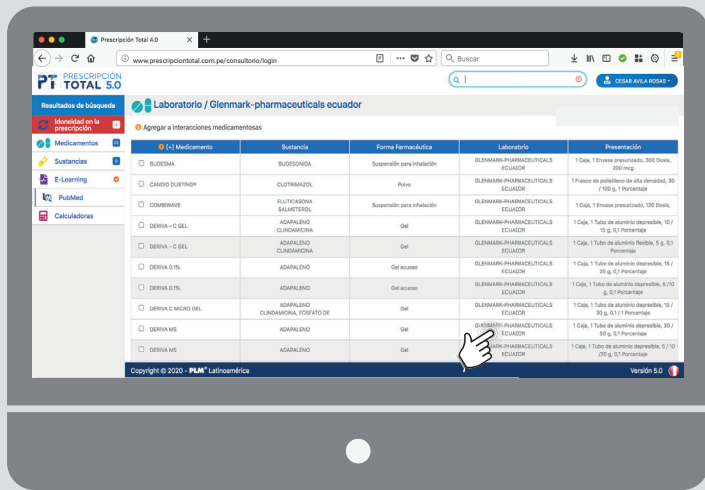 Prescripción Total 4.0
www.prescripciontotal.com.pe/consultorio/login
Buscar
PT PRESCRIPCIÓN
TOTAL 5.0
CESAR AVILA ROSAS
Resultados de búsqueda
Laboratorio / Glenmark-pharmaceuticals ecuador
Idoneidad en la
prescripción
Agregar a interacciones medicamentosas
Medicamentos
Sustancias
E-Learning
PubMed
Calculadoras
[+] Medicamento Sustancia Forma Farmacéutica Laboratrio Presentación
BUDESMA BUDESONIDA Suspensión para Inhalación GLENMARK-PHARMACEUTICALS ECUADOR 1 Caja, 1 Envase presurizado, 300 Dosis, 200 mcg
CANDID DUSTING® CLOTRIMAZOL Polvo GLENMARK-PHARMACEUTICALS ECUADOR 1 Frasco de polietileno de alta densidad, 30 / 100 g, 1 Porcentaje
COMBIWAVE FLUTICASONA SALMETEROL Suspensión para inhalación GLENMARK-PHARMACEUTICALS ECUADOR 1 Caja, 1 Envase presurizado, 120 Dosis,
DERIVA – C GEL ADAPALENO CLINDAMICINA Gel GLENMARK-PHARMACEUTICALS ECUADOR 1 Caja, 1 Tubo de aluminio depresible, 10 / 15 g, 0,1 Porcentaje
DERIVA – C GEL ADAPALENO CLINDAMICINA Gel GLENMARK-PHARMACEUTICALS ECUADOR 1 Caja, 1 Tubo de aluminio flexible, 5 g, 0,1 Porcentaje
DERIVA 0.1% ADAPALENO Gel acuoso GLENMARK-PHARMACEUTICALS ECUADOR 1 Caja, 1 Tubo de aluminio depresible, 15 / 25 g, 0,1 Porcentaje
DERIVA 0.1% ADAPALENO Gel acuoso GLENMARK-PHARMACEUTICALS ECUADOR 1 Caja, 1 Tubo de aluminio depresible, 5 /10 g, 0,1 Porcentaje
DERIVA C MICRO GEL ADAPALENO CLINDAMICINA, FOSFATO DE Gel GLENMARK-PHARMACEUTICALS ECUADOR 1 Caja, 1 Tubo de aluminio depresible, 15 / 30 g, 0,1 / 1 Porcentaje
DERIVA MS ADAPALENO Gel GLENMARK-PHARMACEUTICALS ECUADOR 1 Caja, 1 Tubo de aluminio depresible, 30 / 50 g, 0,1 Porcentaje
DERIVA MS ADAPALENO Gel PHARMACEUTICALS ECUADOR 1 Caja, 1 Tubo de aluminio depresible, 5 / 10 /20 g, 0,1 Porcentaje
Copyright © 2020 - PLM® Latinoamérica
Versión 5.0